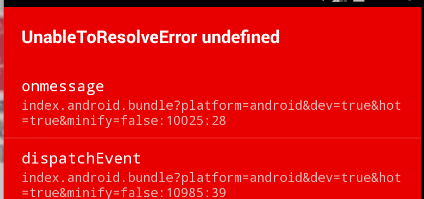 UnableToResolveError undefined
onmessage
index.android.bundle?platform=android&dev=true&hot
=true&minify=false:10025:28
dispatchEvent
index.android.bundle?platform=android&dev=true&hot
=true&minify=false:10985:39